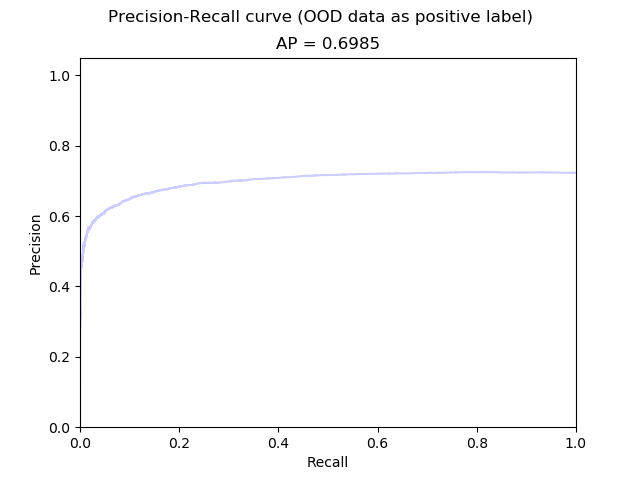 Precision-Recall curve (OOD data as positive label)
AP = 0.6985
1.0
0.8
0.6
0.4
0.2
0.0
Precision
0.0 0.2 0.4 0.6 0.8 1.0
Recall